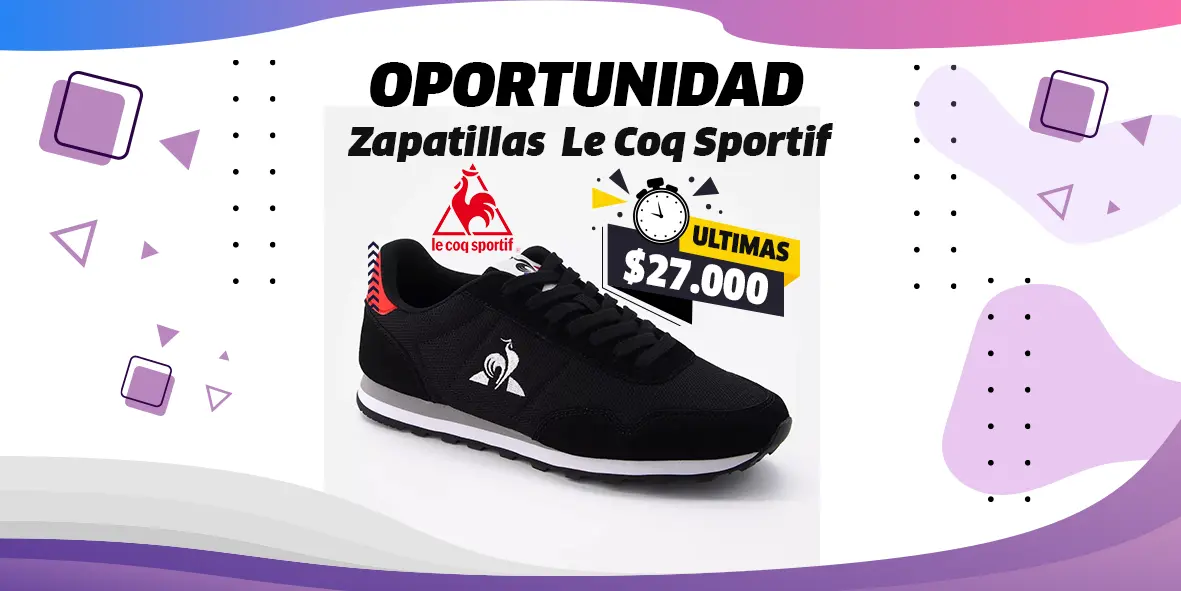 OPORTUNIDAD
Zapatillas Le Coq Sportif
le coq sportif
ULTIMAS
$27.000